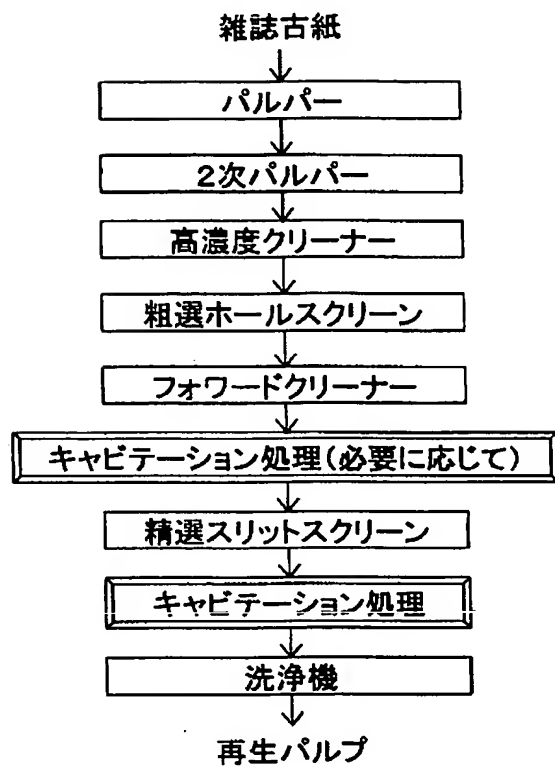 雑誌古紙
パルパー
2次パルパー
高濃度クリーナー
粗選ホールスクリーン
フォワードクリーナー
キャビテーション処理(必要に応じて)
精選スリットスクリーン
キャビテーション処理
洗浄機
再生パルプ